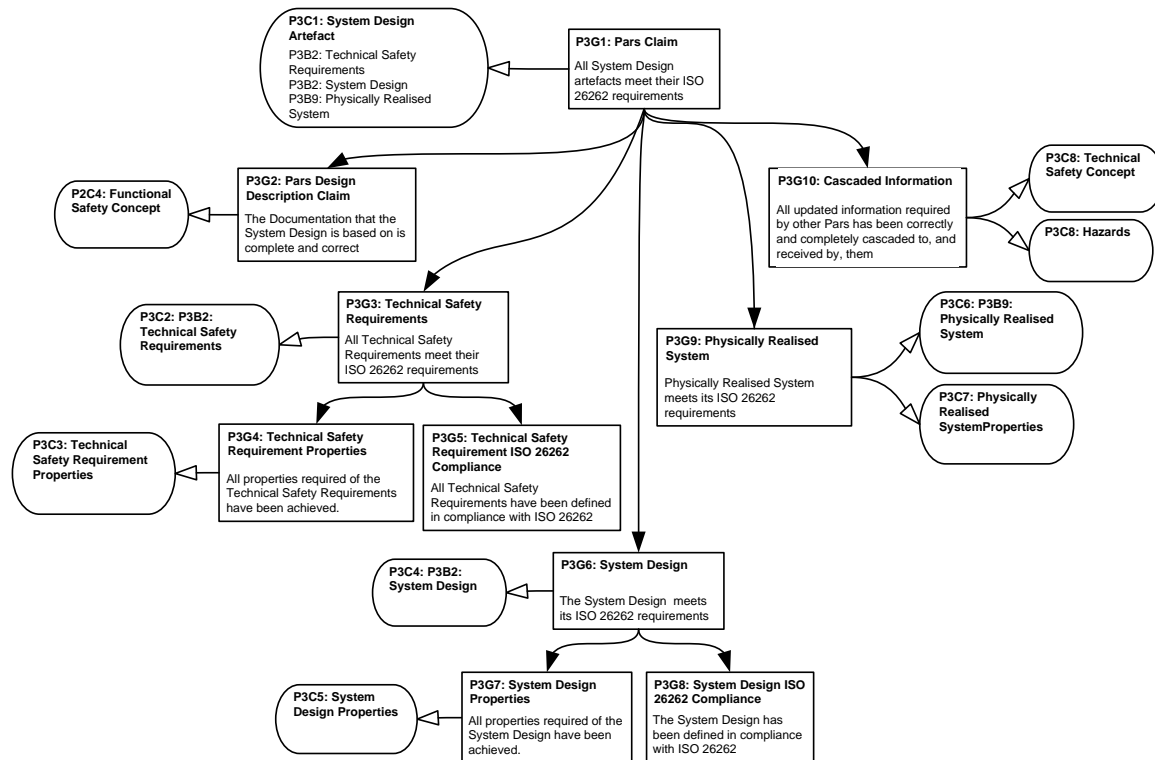 P3C1: System Design
Artefact
P3B2: Technical Safety
Requirements
P3B2: System Design
P3B9: Physically Realised
System
P3G1: Pars Claim
All System Design
artefacts meet their ISO
26262 requirements
P2C4: Functional
Safety Concept
P3G2: Pars Design
Description Claim
The Documentation that the
System Design is based on is
complete and correct
P3G10: Cascaded Information
All updated information required
by other Pars has been correctly
and completely cascaded to, and
received by, them
P3C8: Technical
Safety Concept
P3C8: Hazards
P3C2: P3B2:
Technical Safety
Requirements
P3G3: Technical Safety
Requirements
All Technical Safety
Requirements meet their
ISO 26262 requirements
P3G9: Physically Realised
System
Physically Realised System
meets its ISO 26262
requirements
P3C6: P3B9:
Physically Realised
System
P3C7: Physically
Realised
SystemProperties
P3C3: Technical
Safety Requirement
Properties
P3G4: Technical Safety
Requirement Properties
All properties required of the
Technical Safety Requirements
have been achieved.
P3G5: Technical Safety
Requirement ISO 26262
Compliance
All Technical Safety
Requirements have been defined
in compliance with ISO 26262
P3C4: P3B2:
System Design
P3G6: System Design
The System Design meets
its ISO 26262 requirements
P3C5: System
Design Properties
P3G7: System Design
Properties
All properties required of the
System Design have been
achieved.
P3G8: System Design ISO
26262 Compliance
The System Design has
been defined in compliance
with ISO 26262